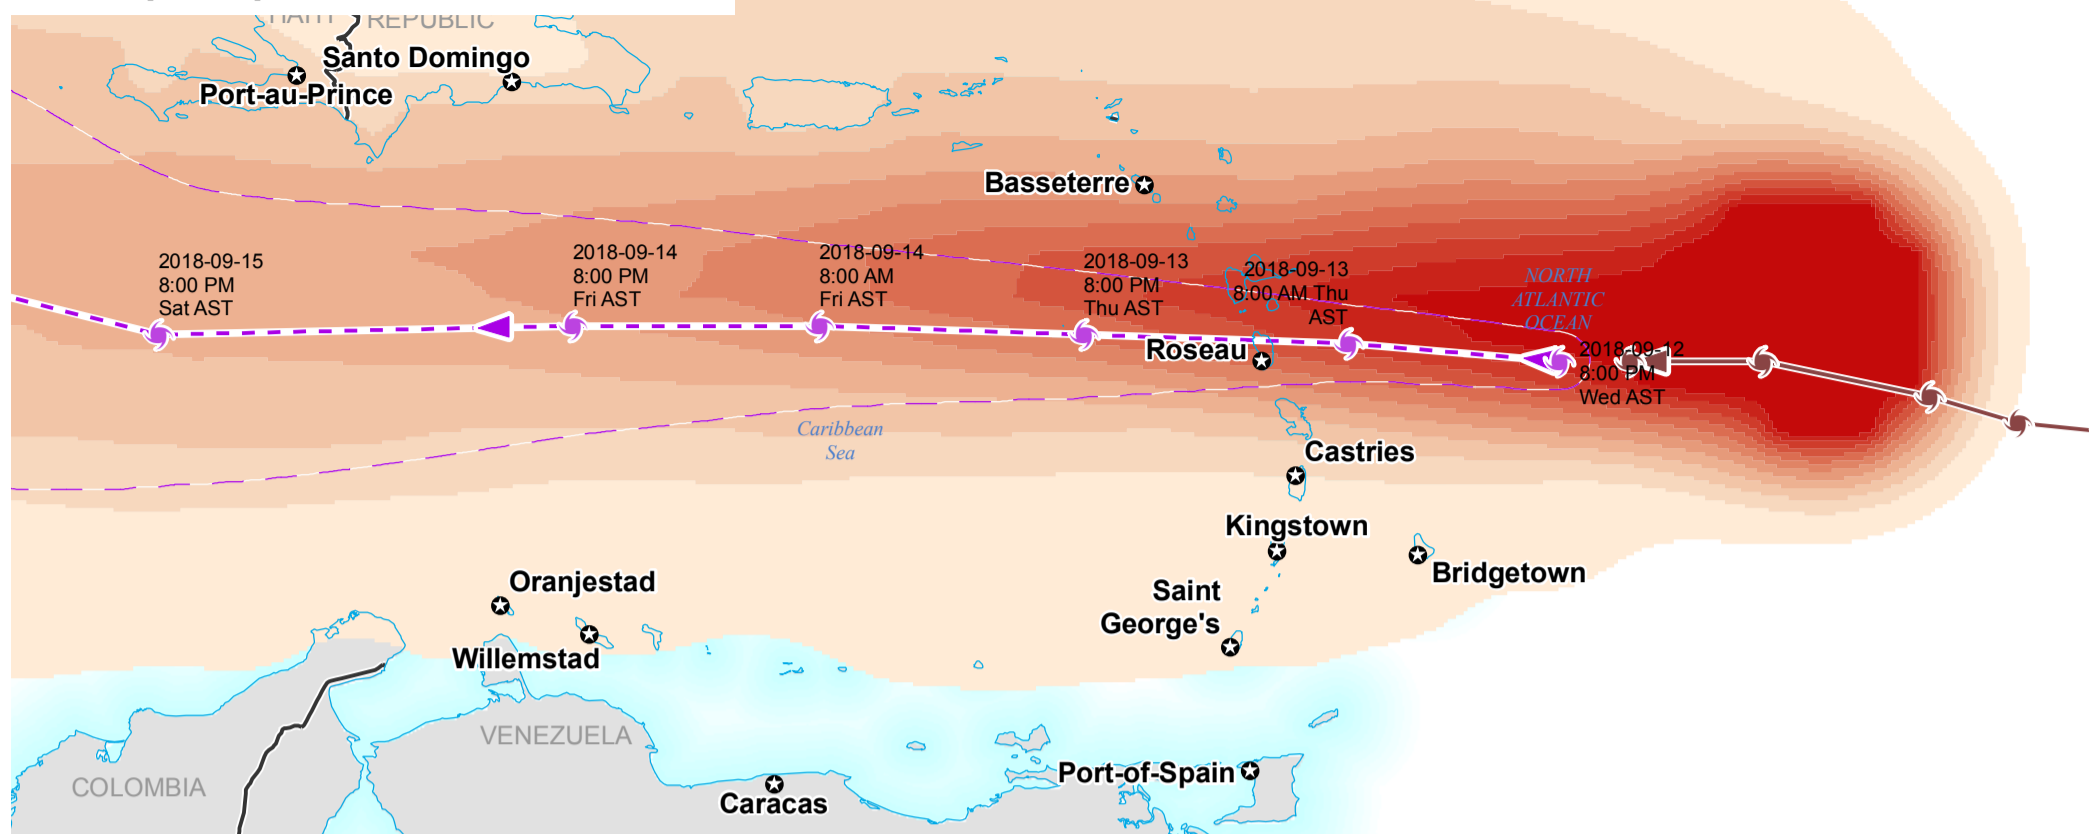 HAITI
REPUBLIC
Santo Domingo
Port-au-Prince
Basseterre
2018-09-15
8:00 PM
Sat AST
2018-09-14
8:00 PM
Fri AST
2018-09-14
8:00 AM
Fri AST
2018-09-13
8:00 PM
Thu AST
2018-09-13
8:00 AM Thu
AST
NORTH
ATLANTIC
OCEAN
2018-09-12
8:00 PM
Wed AST
Roseau
Caribbean
Sea
Castries
Kingstown
Bridgetown
Oranjestad
Saint
George's
Willemstad
VENEZUELA
COLOMBIA
Port-of-Spain
Caracas